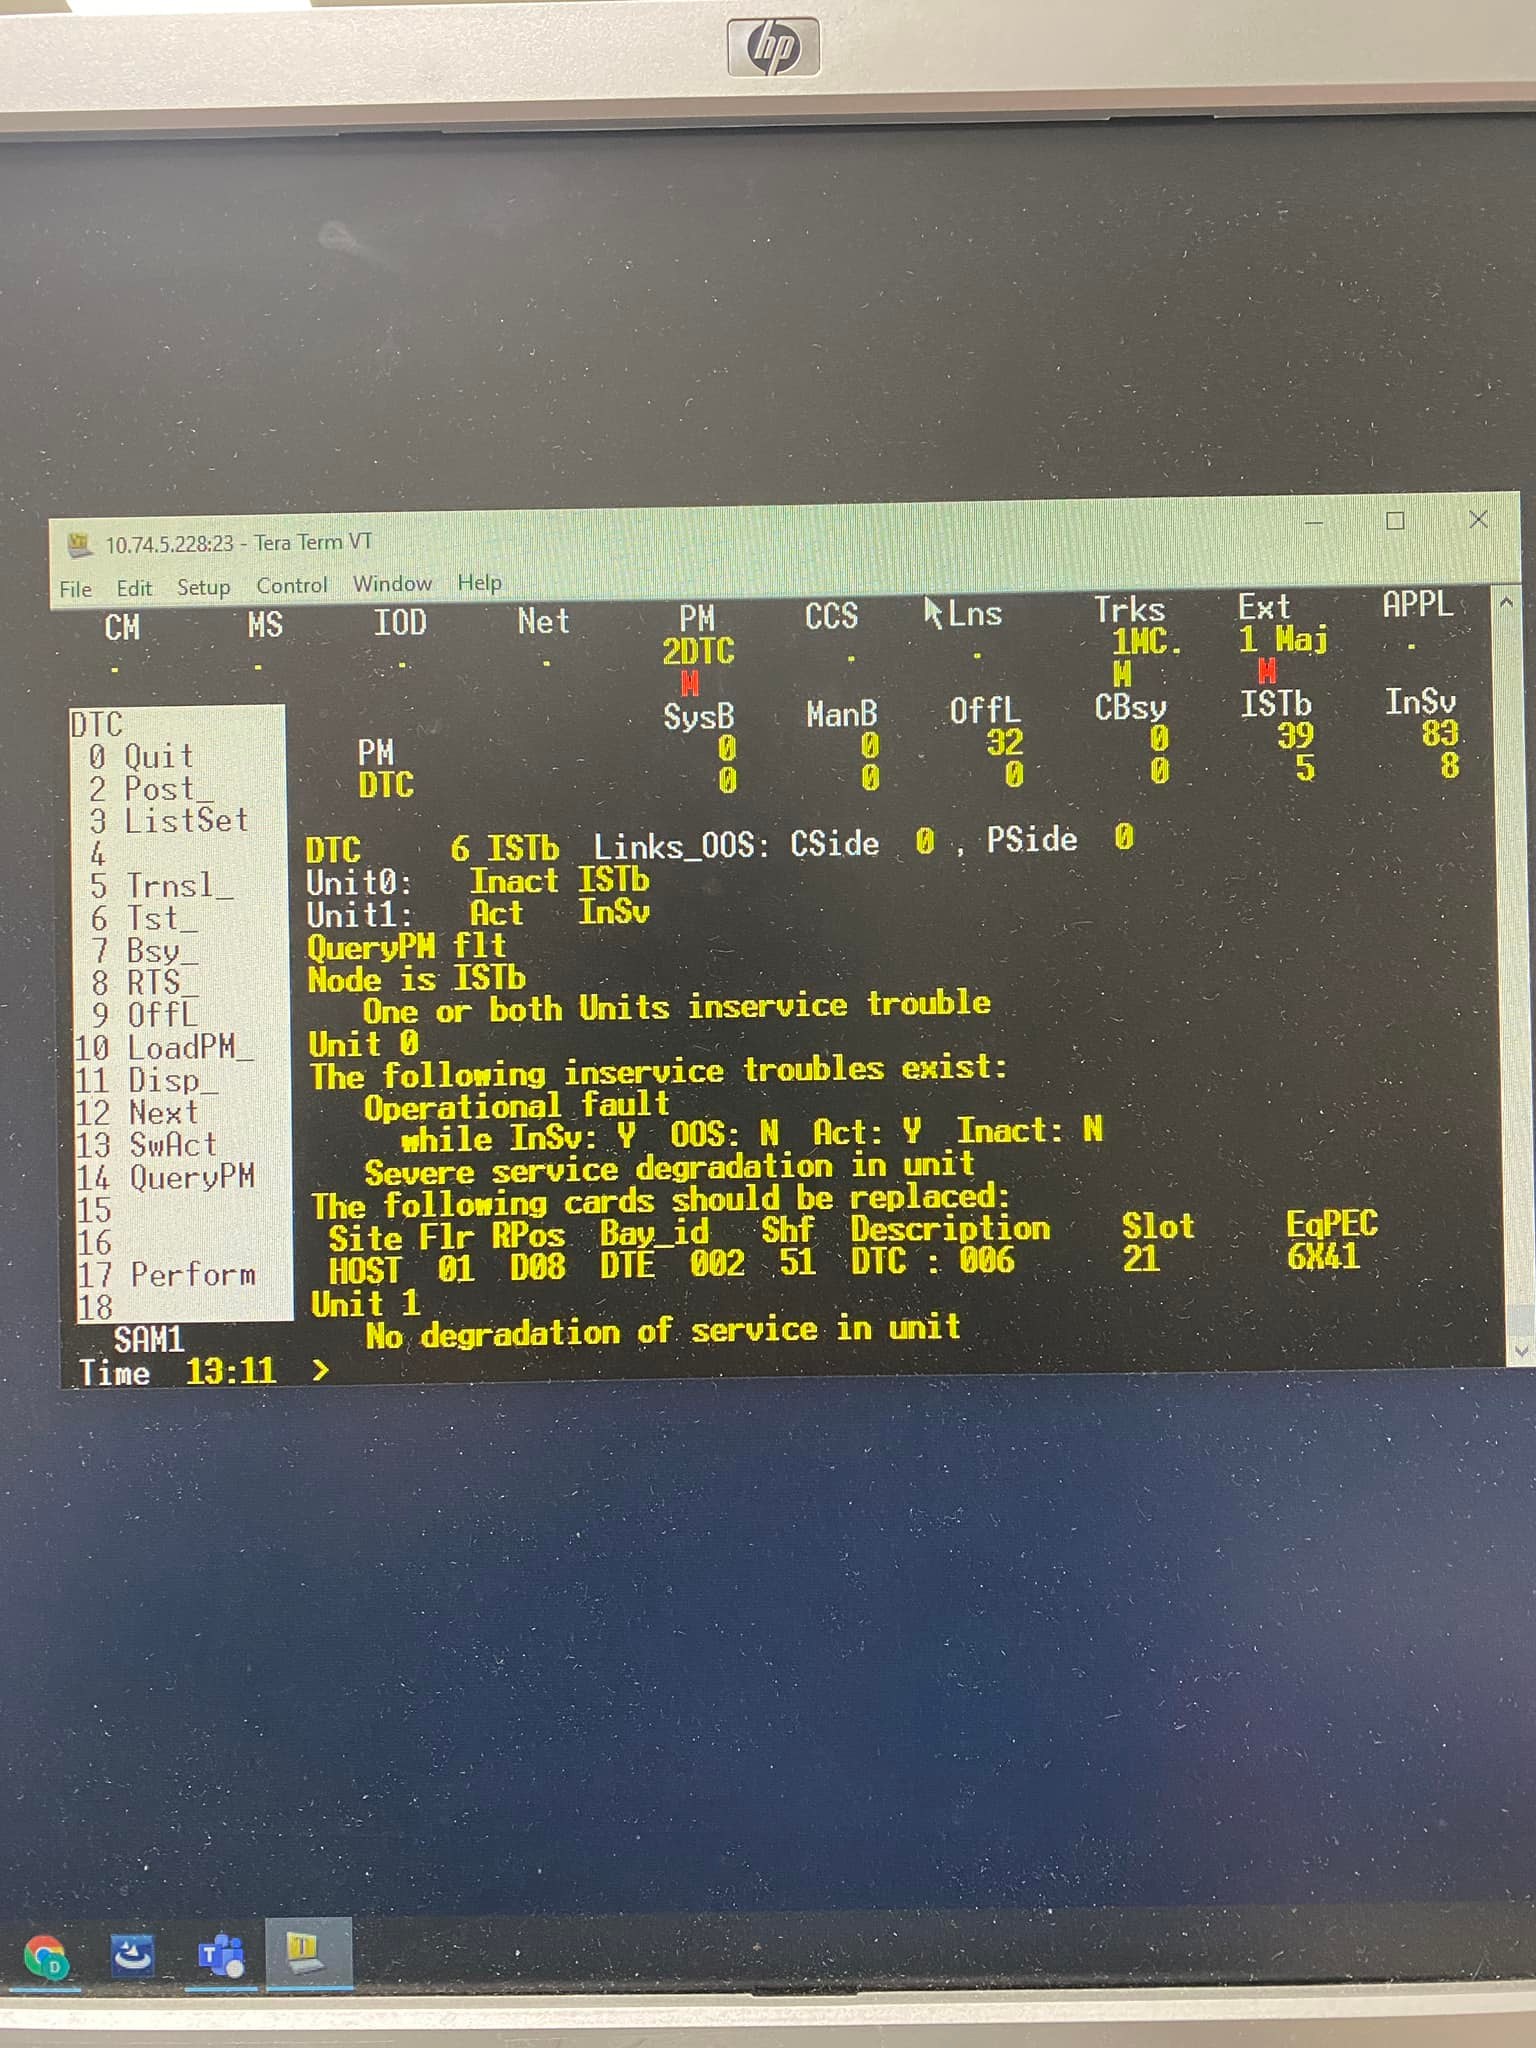 hp
10.74.5.228:23 - Tera Term VT
File Edit Setup Control Window Help
CM MS IOD Net PM CCS Lns Trks Ext APPL
. . . . 2DTC . . 1MC. 1 Maj .
M M M
DTC SysB ManB OffL CBsy ISTb InSv
0 Quit PM 0 0 32 0 39 83
2 Post_ DTC 0 0 0 0 5 8
3 ListSet
4 DTC 6 ISTb Links_OOS: CSide 0 , PSide 0
5 Trnsl_ Unit0: Inact ISTb
6 Tst_ Unit1: Act InSv
7 Bsy_ QueryPM flt
8 RTS_ Node is ISTb
9 OffL One or both Units inservice trouble
10 LoadPM_ Unit 0
11 Disp_ The following inservice troubles exist:
12 Next Operational fault
13 SwAct while InSv: Y OOS: N Act: Y Inact: N
14 QueryPM Severe service degradation in unit
15 The following cards should be replaced:
16 Site Flr RPos Bay_id Shf Description Slot EqPEC
17 Perform HOST 01 D08 DTE 002 51 DTC : 006 21 6X41
18 Unit 1
SAM1 No degradation of service in unit
Time 13:11 >